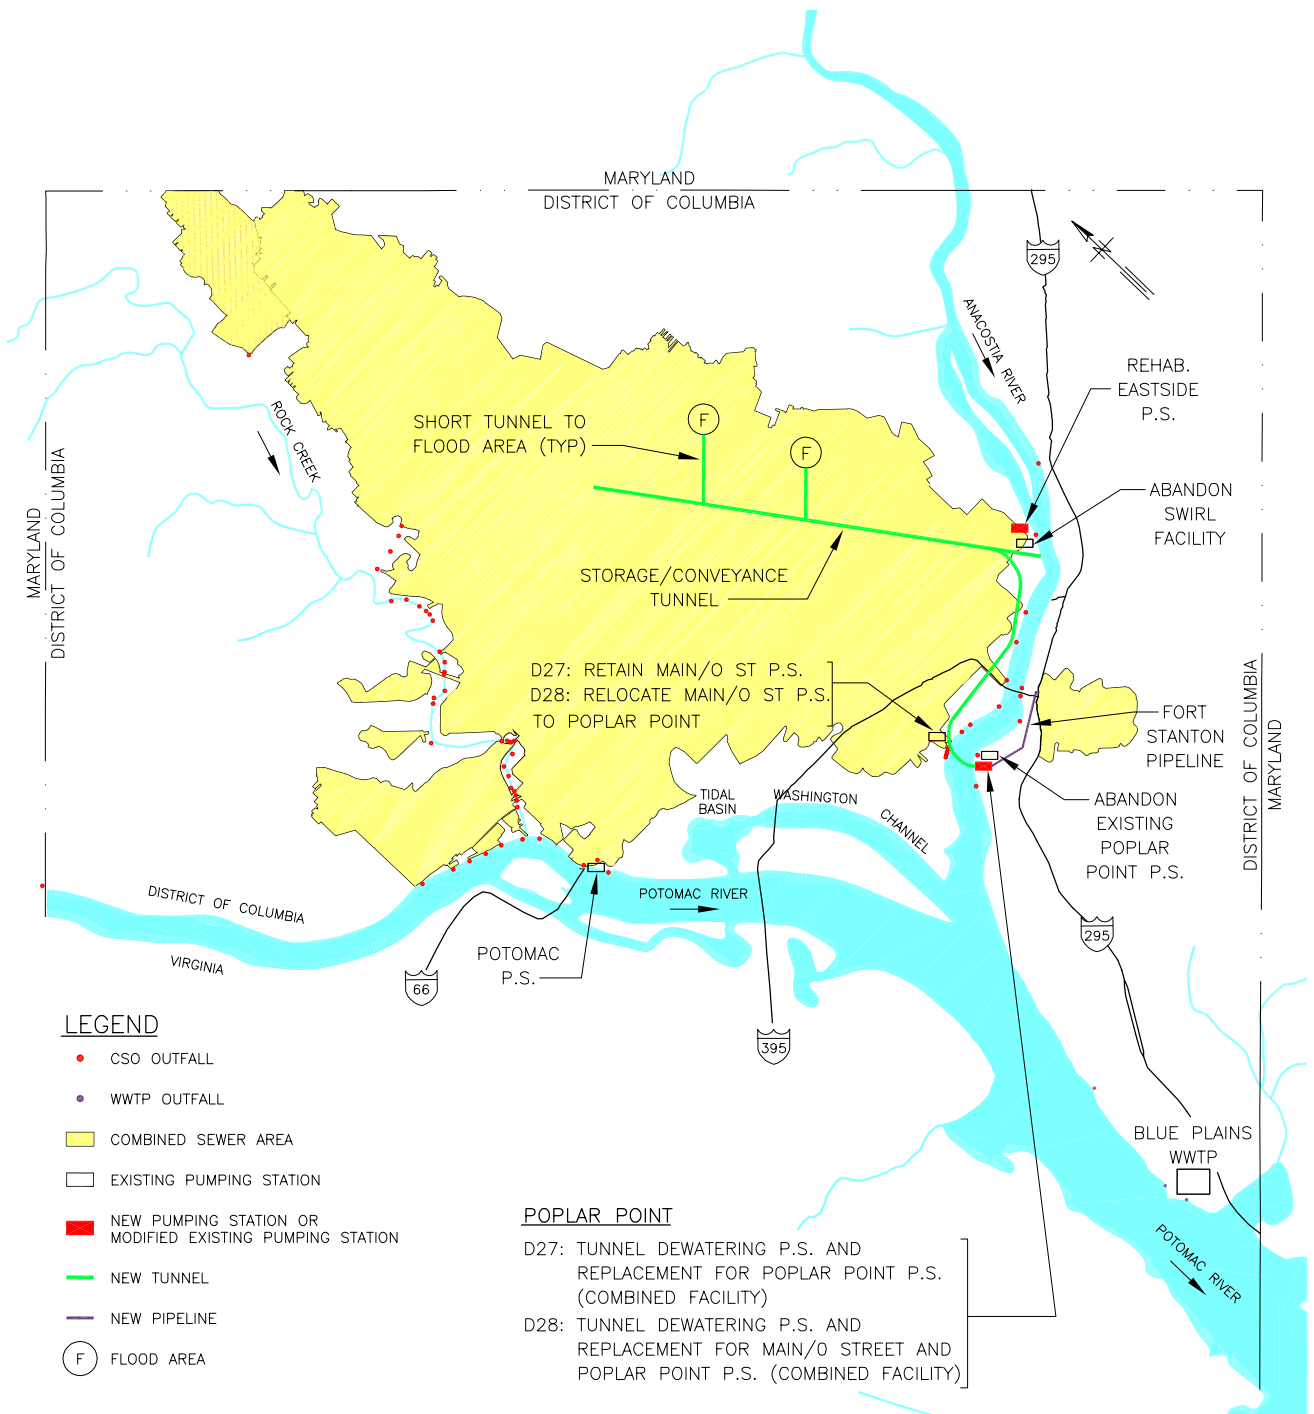 MARYLAND
DISTRICT OF COLUMBIA
295
ANACOSTIA RIVER
REHAB.
EASTSIDE
P.S.
ROCK CREEK
SHORT TUNNEL TO
FLOOD AREA (TYP)
F
F
MARYLAND
DISTRICT OF COLUMBIA
ABANDON
SWIRL
FACILITY
STORAGE/CONVEYANCE
TUNNEL
D27: RETAIN MAIN/O ST P.S.
D28: RELOCATE MAIN/O ST P.S.
TO POPLAR POINT
FORT
STANTON
PIPELINE
DISTRICT OF COLUMBIA
MARYLAND
TIDAL
BASIN
WASHINGTON
CHANNEL
ABANDON
EXISTING
POPLAR
POINT P.S.
DISTRICT OF COLUMBIA
VIRGINIA
POTOMAC RIVER
POTOMAC
P.S.
66
395
295
LEGEND
CSO OUTFALL
WWTP OUTFALL
COMBINED SEWER AREA
EXISTING PUMPING STATION
NEW PUMPING STATION OR
MODIFIED EXISTING PUMPING STATION
NEW TUNNEL
NEW PIPELINE
F
FLOOD AREA
BLUE PLAINS
WWTP
POTOMAC RIVER
POPLAR POINT
D27: TUNNEL DEWATERING P.S. AND
REPLACEMENT FOR POPLAR POINT P.S.
(COMBINED FACILITY)
D28: TUNNEL DEWATERING P.S. AND
REPLACEMENT FOR MAIN/O STREET AND
POPLAR POINT P.S. (COMBINED FACILITY)
N